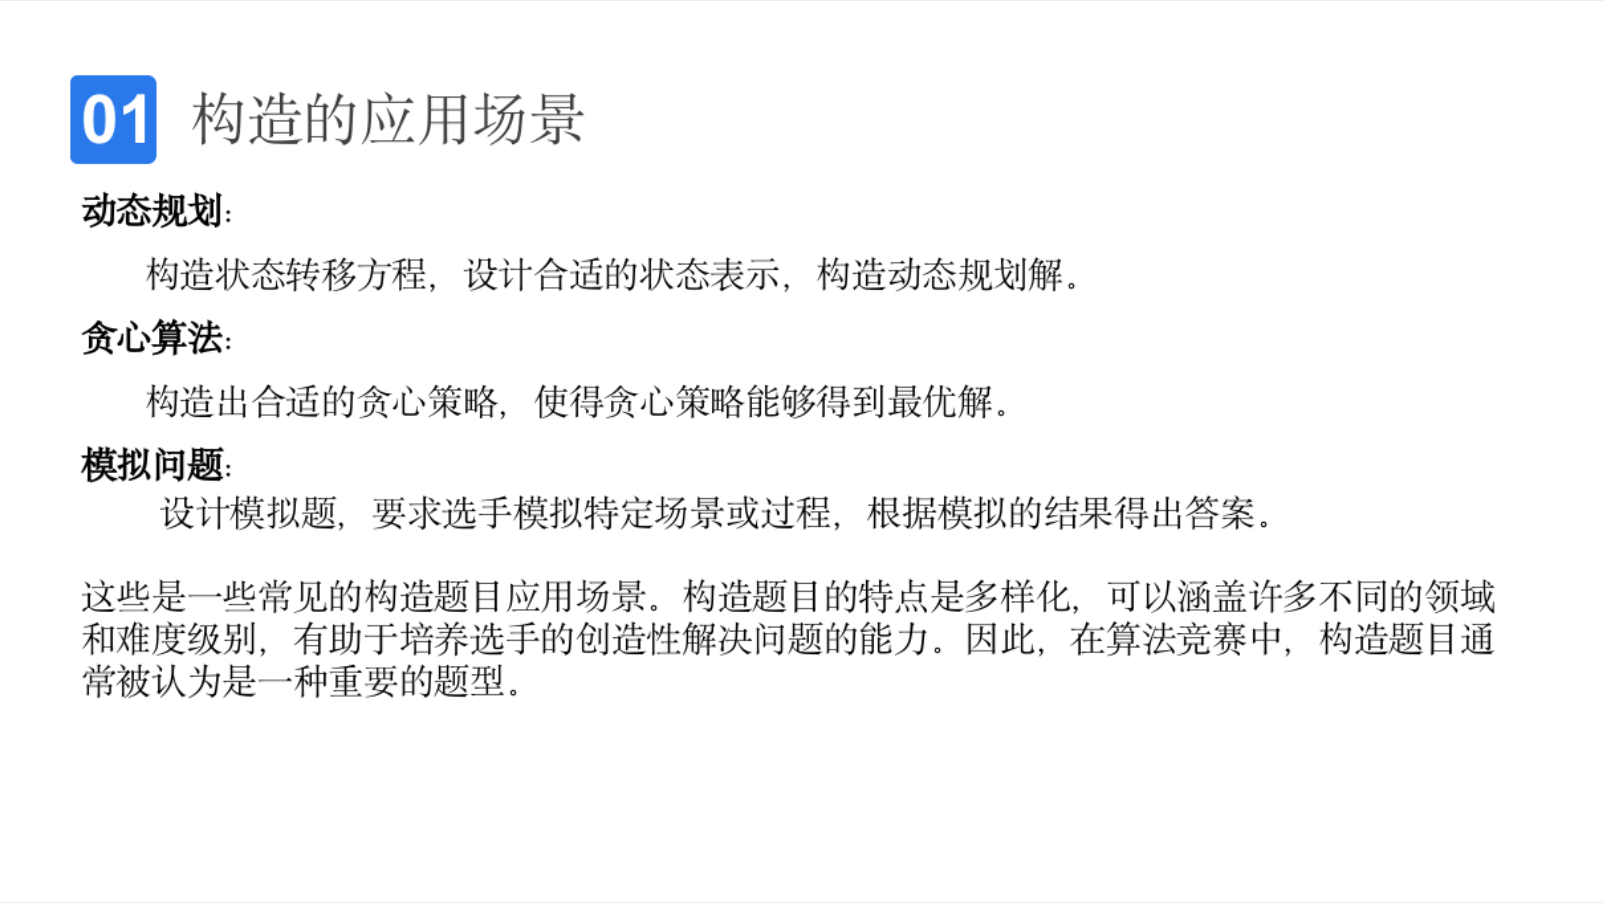 01 构造的应用场景
动态规划:
构造状态转移方程，设计合适的状态表示，构造动态规划解。
贪心算法:
构造出合适的贪心策略，使得贪心策略能够得到最优解。
模拟问题:
设计模拟题，要求选手模拟特定场景或过程，根据模拟的结果得出答案。
这些是一些常见的构造题目应用场景。构造题目的特点是多样化，可以涵盖许多不同的领域
和难度级别，有助于培养选手的创造性解决问题的能力。因此，在算法竞赛中，构造题目通
常被认为是一种重要的题型。